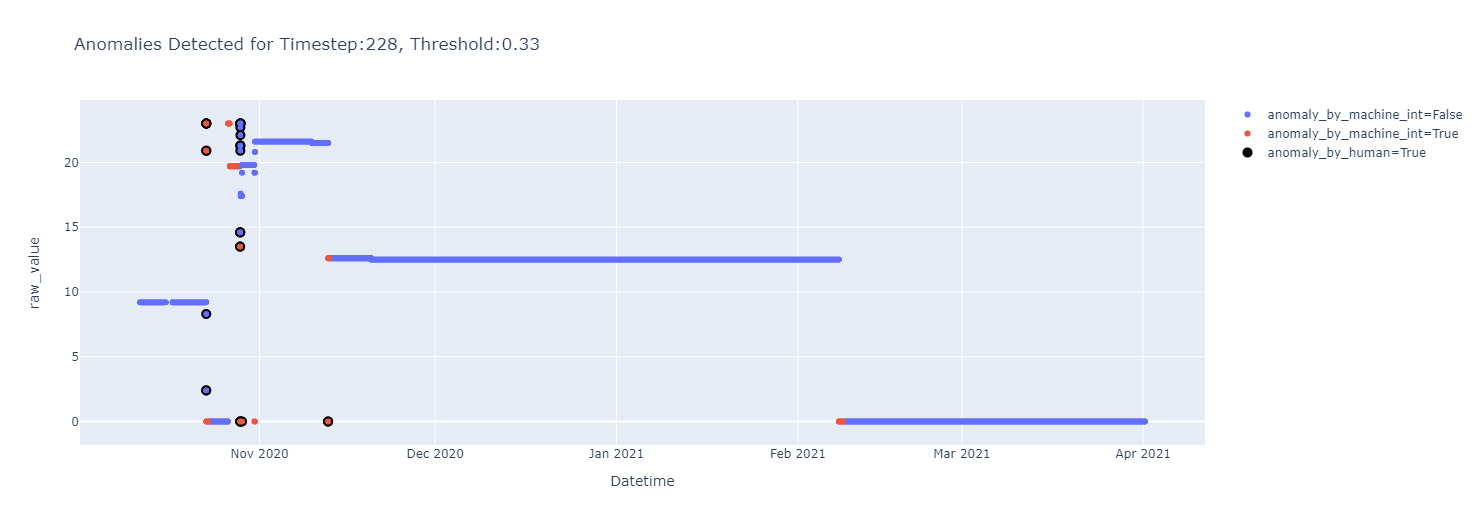 Anomalies Detected for Timestep:228, Threshold:0.33
anomaly_by_machine_int=False
anomaly_by_machine_int=True
anomaly_by_human=True
raw_value
20
15
10
5
0
Nov 2020
Dec 2020
Jan 2021
Feb 2021
Mar 2021
Apr 2021
Datetime